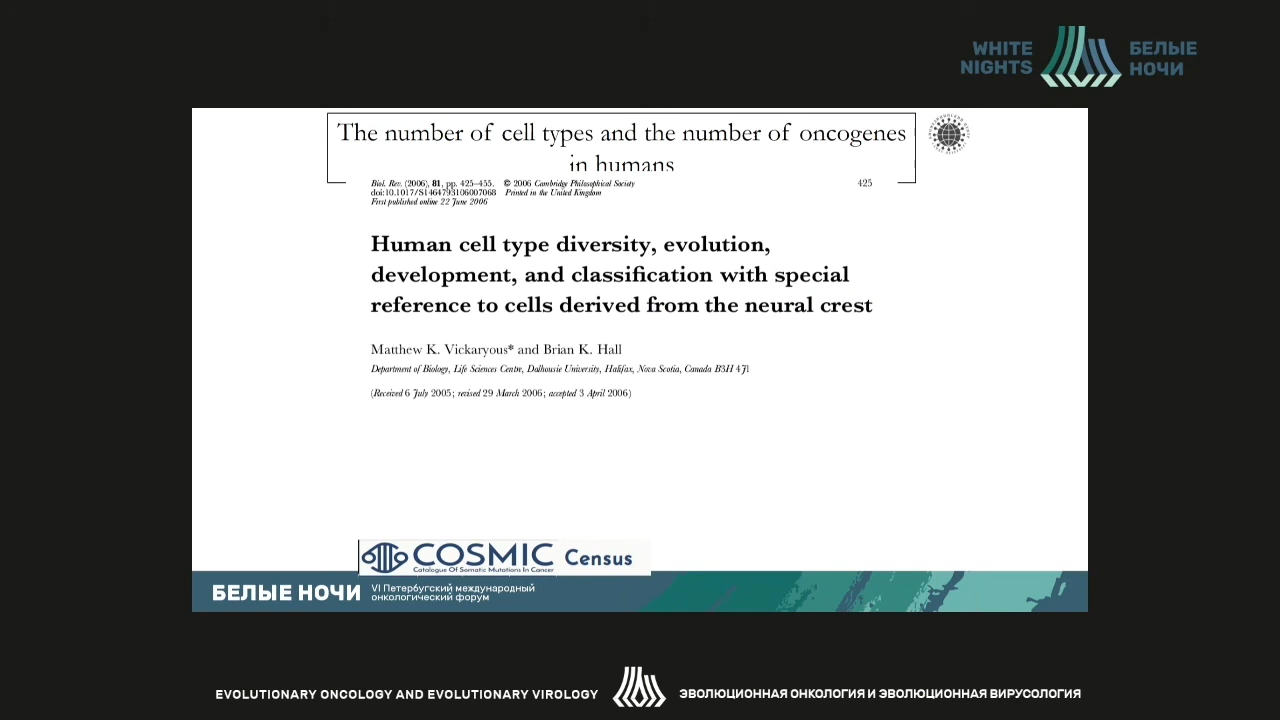 WHITE
NIGHTS
БЕЛЫЕ
НОЧИ
The number of cell types and the number of oncogenes
in humans
Biol. Rev. (2006), 81, pp. 425–455. © 2006 Cambridge Philosophical Society 425
doi:10.1017/S1464793106007068 Printed in the United Kingdom
First published online 22 June 2006
Human cell type diversity, evolution,
development, and classification with special
reference to cells derived from the neural crest
Matthew K. Vickaryous* and Brian K. Hall
Department of Biology, Life Sciences Centre, Dalhousie University, Halifax, Nova Scotia, Canada B3H 4J1
(Received 6 July 2005; revised 29 March 2006; accepted 3 April 2006)
COSMIC Census
Catalogue Of Somatic Mutations In Cancer
БЕЛЫЕ НОЧИ
VI Петербугский международный
онкологический форум
EVOLUTIONARY ONCOLOGY AND EVOLUTIONARY VIROLOGY
ЭВОЛЮЦИОННАЯ ОНКОЛОГИЯ И ЭВОЛЮЦИОННАЯ ВИРУСОЛОГИЯ